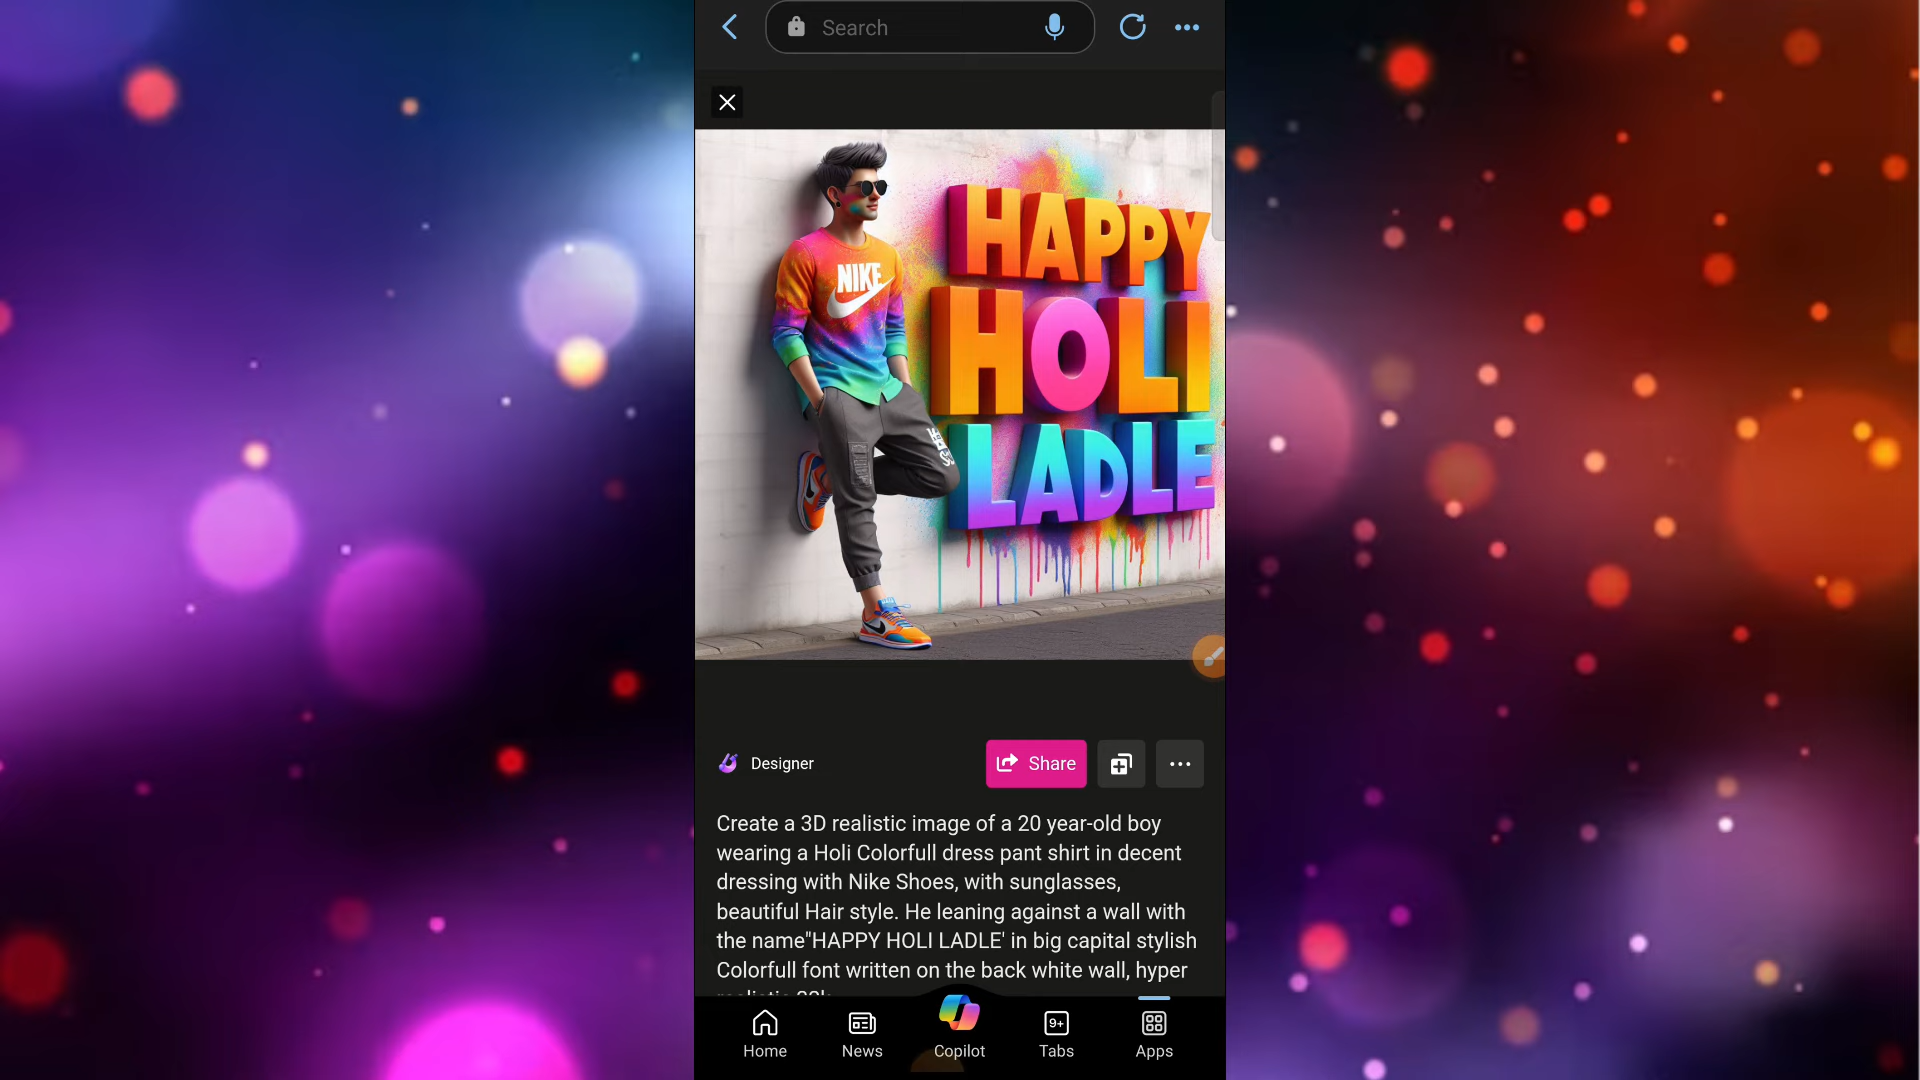 Search
NIKE
HAPPY
HOLI
LADLE
Designer
Share
Create a 3D realistic image of a 20 year-old boy
wearing a Holi Colorfull dress pant shirt in decent
dressing with Nike Shoes, with sunglasses,
beautiful Hair style. He leaning against a wall with
the name"HAPPY HOLI LADLE' in big capital stylish
Colorfull font written on the back white wall, hyper
9+
Home
News
Copilot
Tabs
Apps